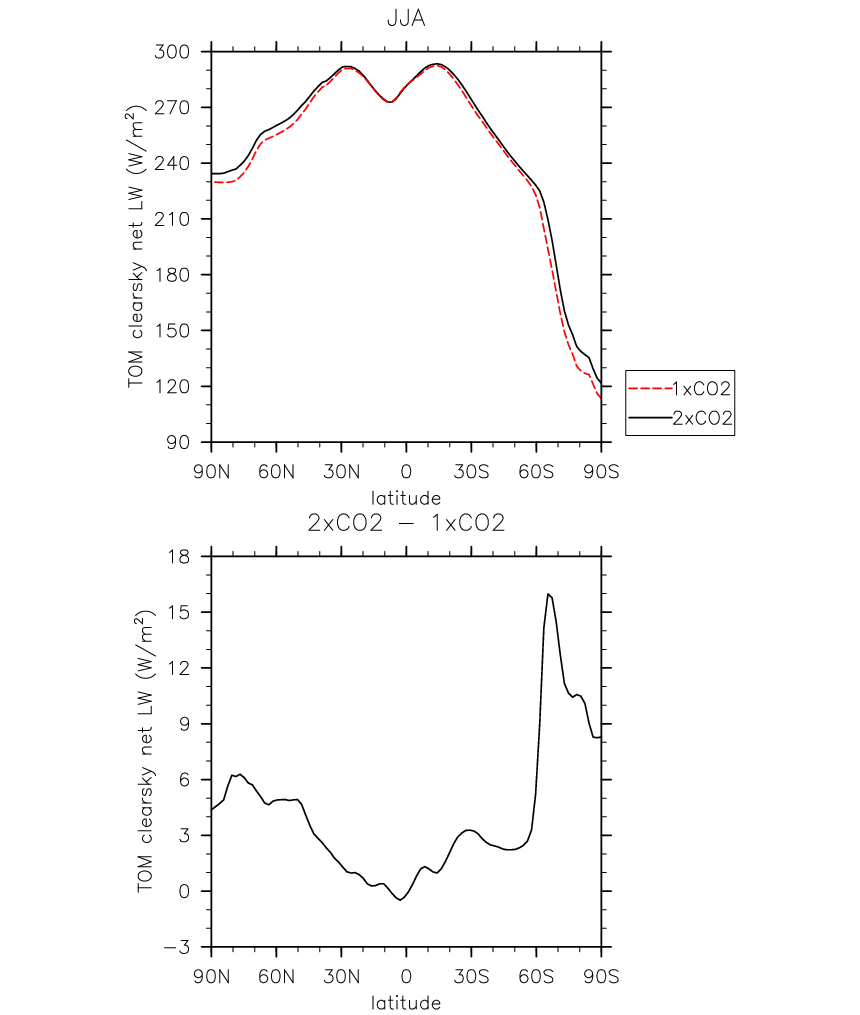 JJA
TOM clearsky net LW (W/m²)
300
270
240
210
180
150
120
90
90N 60N 30N 0 30S 60S 90S
latitude
1xCO2
2xCO2
2xCO2 − 1xCO2
TOM clearsky net LW (W/m²)
18
15
12
9
6
3
0
−3
90N 60N 30N 0 30S 60S 90S
latitude